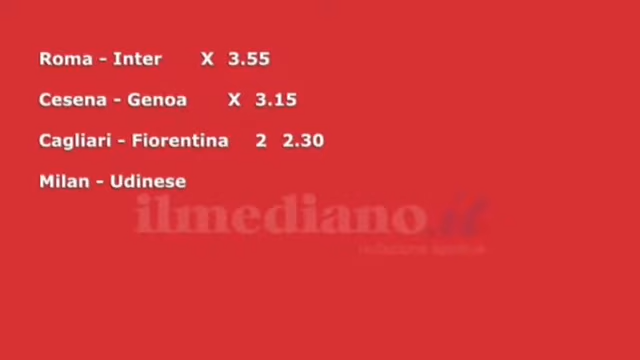 Roma - Inter X 3.55
Cesena - Genoa X 3.15
Cagliari - Fiorentina 2 2.30
Milan - Udinese
ilmediano.it